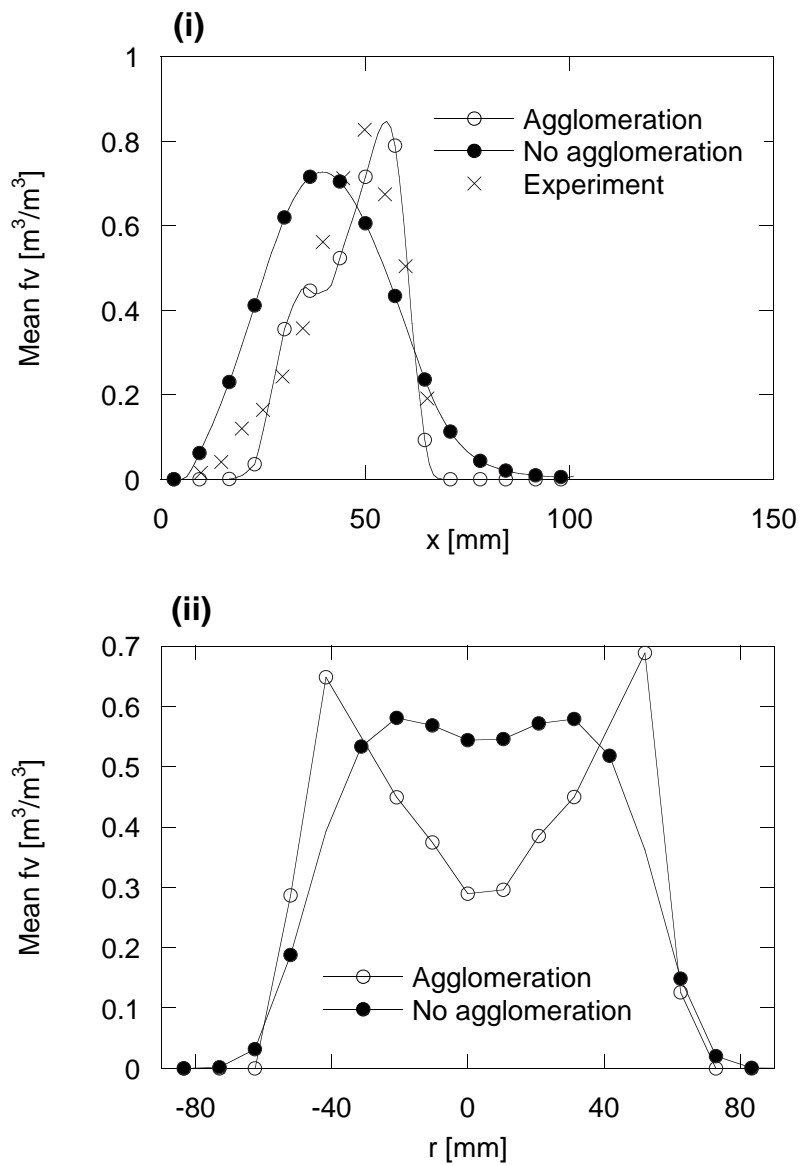 (i)
1
0.8
0.6
0.4
0.2
0
Mean fv [m³/m³]
Agglomeration
No agglomeration
Experiment
0 50 100 150
x [mm]
(ii)
0.7
0.6
0.5
0.4
0.3
0.2
0.1
0
Mean fv [m³/m³]
Agglomeration
No agglomeration
-80 -40 0 40 80
r [mm]